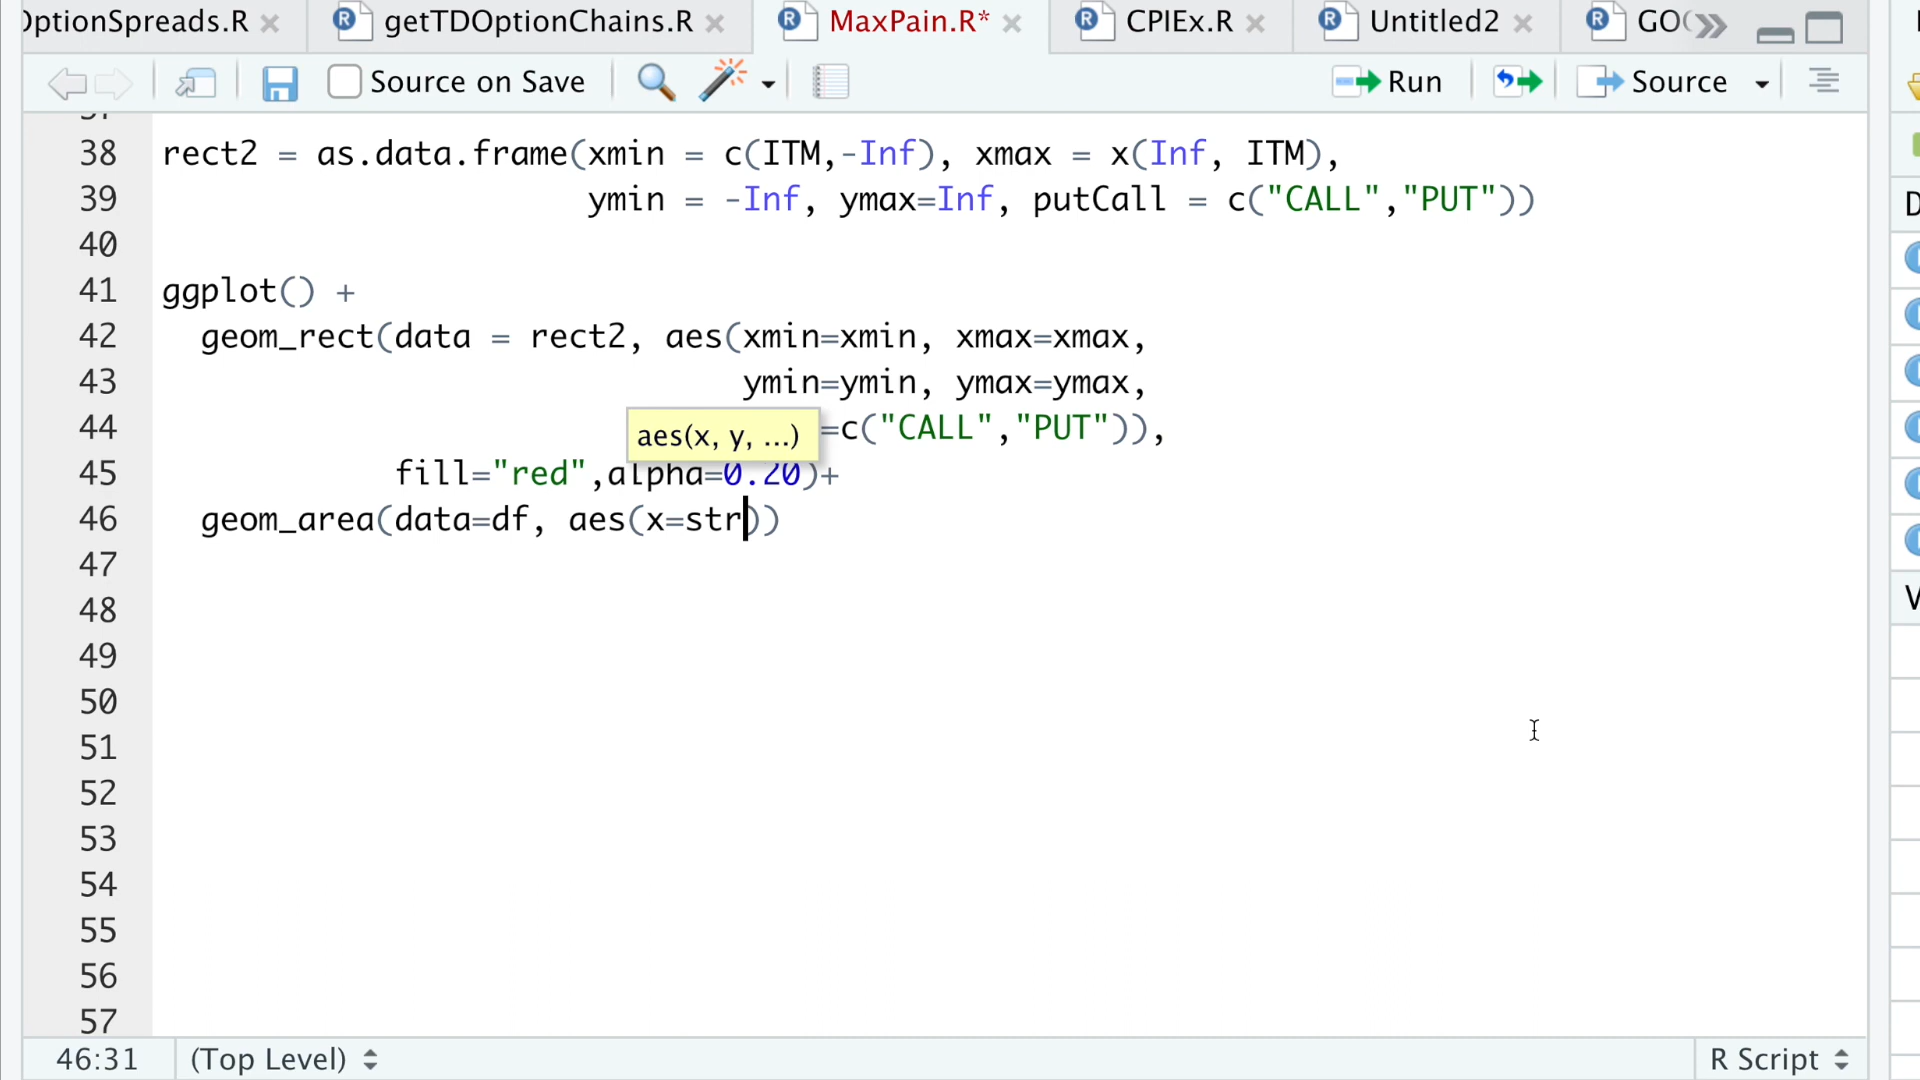 ptionSpreads.R getTDOptionChains.R MaxPain.R* CPIEx.R Untitled2 GO
Source on Save Run Source
38 rect2 = as.data.frame(xmin = c(ITM,-Inf), xmax = x(Inf, ITM),
39 ymin = -Inf, ymax=Inf, putCall = c("CALL","PUT"))
40
41 ggplot() +
42 geom_rect(data = rect2, aes(xmin=xmin, xmax=xmax,
43 ymin=ymin, ymax=ymax,
44 =c("CALL","PUT")),
aes(x, y, ...)
45 fill="red",alpha=0.20)+
46 geom_area(data=df, aes(x=str))
47
48
49
50
51
52
53
54
55
56
57
46:31 (Top Level) R Script